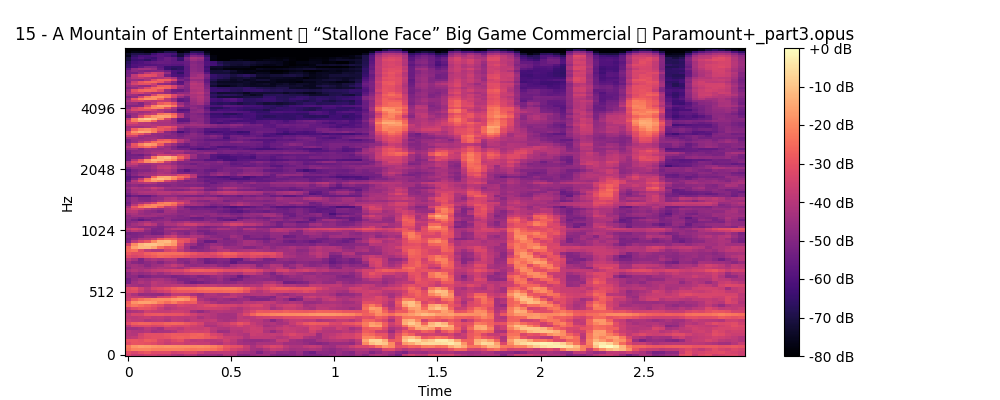 15 - A Mountain of Entertainment ▯ “Stallone Face” Big Game Commercial ▯ Paramount+_part3.opus
+0 dB
-10 dB
-20 dB
-30 dB
-40 dB
-50 dB
-60 dB
-70 dB
-80 dB
4096
2048
1024
512
0
Hz
0
0.5
1
1.5
2
2.5
Time